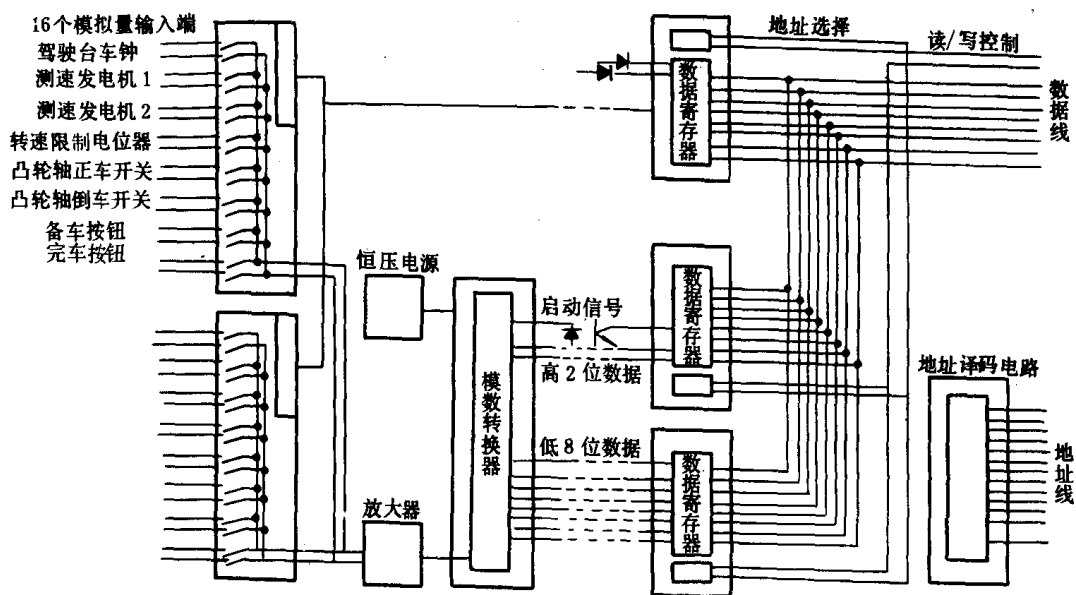 16个模拟量输入端
驾驶台车钟
测速发电机1
测速发电机2
转速限制电位器
凸轮轴正车开关
凸轮轴倒车开关
备车按钮
完车按钮
恒压电源
模数转换器
放大器
启动信号
高2位数据
低8位数据
数据寄存器
数据寄存器
数据寄存器
地址选择
读/写控制
数据线
地址译码电路
地址线